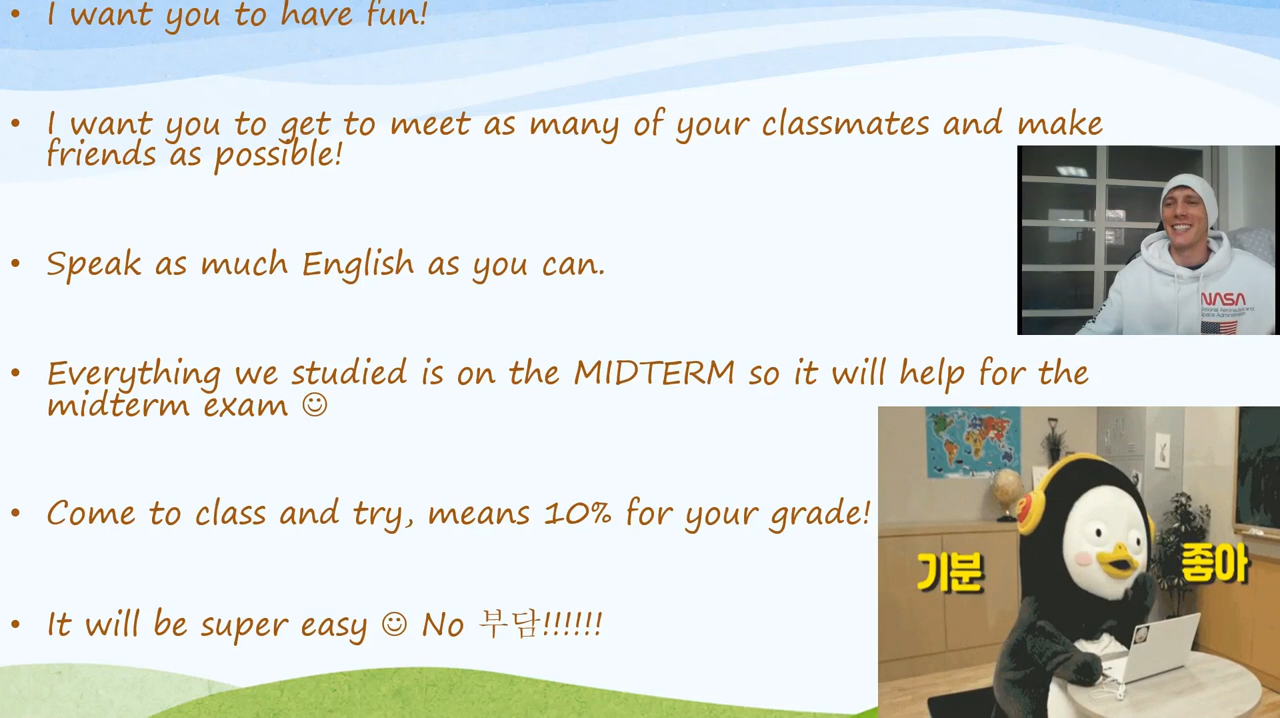 • I want you to have fun!
• I want you to get to meet as many of your classmates and make
friends as possible!
• Speak as much English as you can.
• Everything we studied is on the MIDTERM so it will help for the
midterm exam ☺
• Come to class and try, means 10% for your grade!
• It will be super easy ☺ No 부담!!!!!!
NASA
Space Administration
기분 좋아